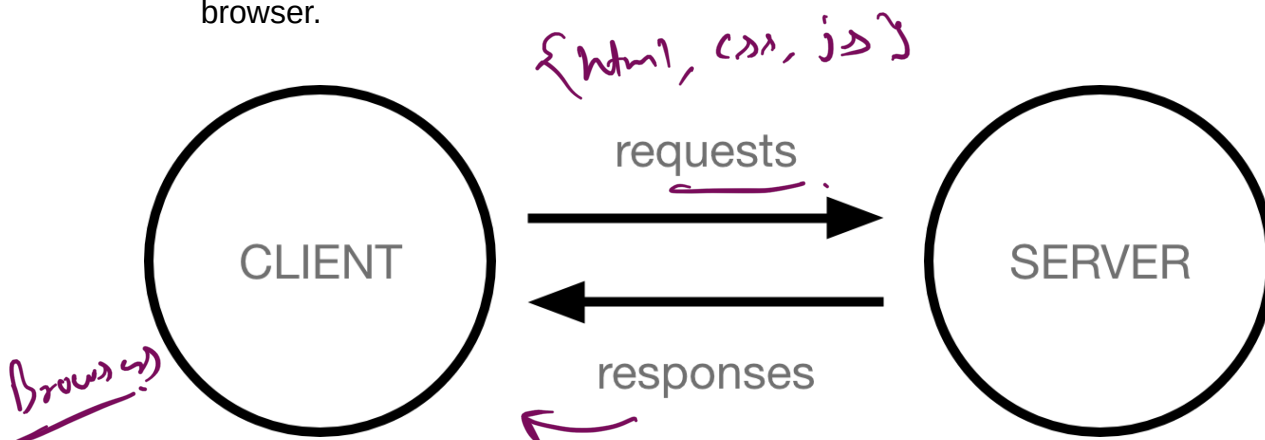 browser.
{html, css, js}
requests
CLIENT
SERVER
responses
Browser